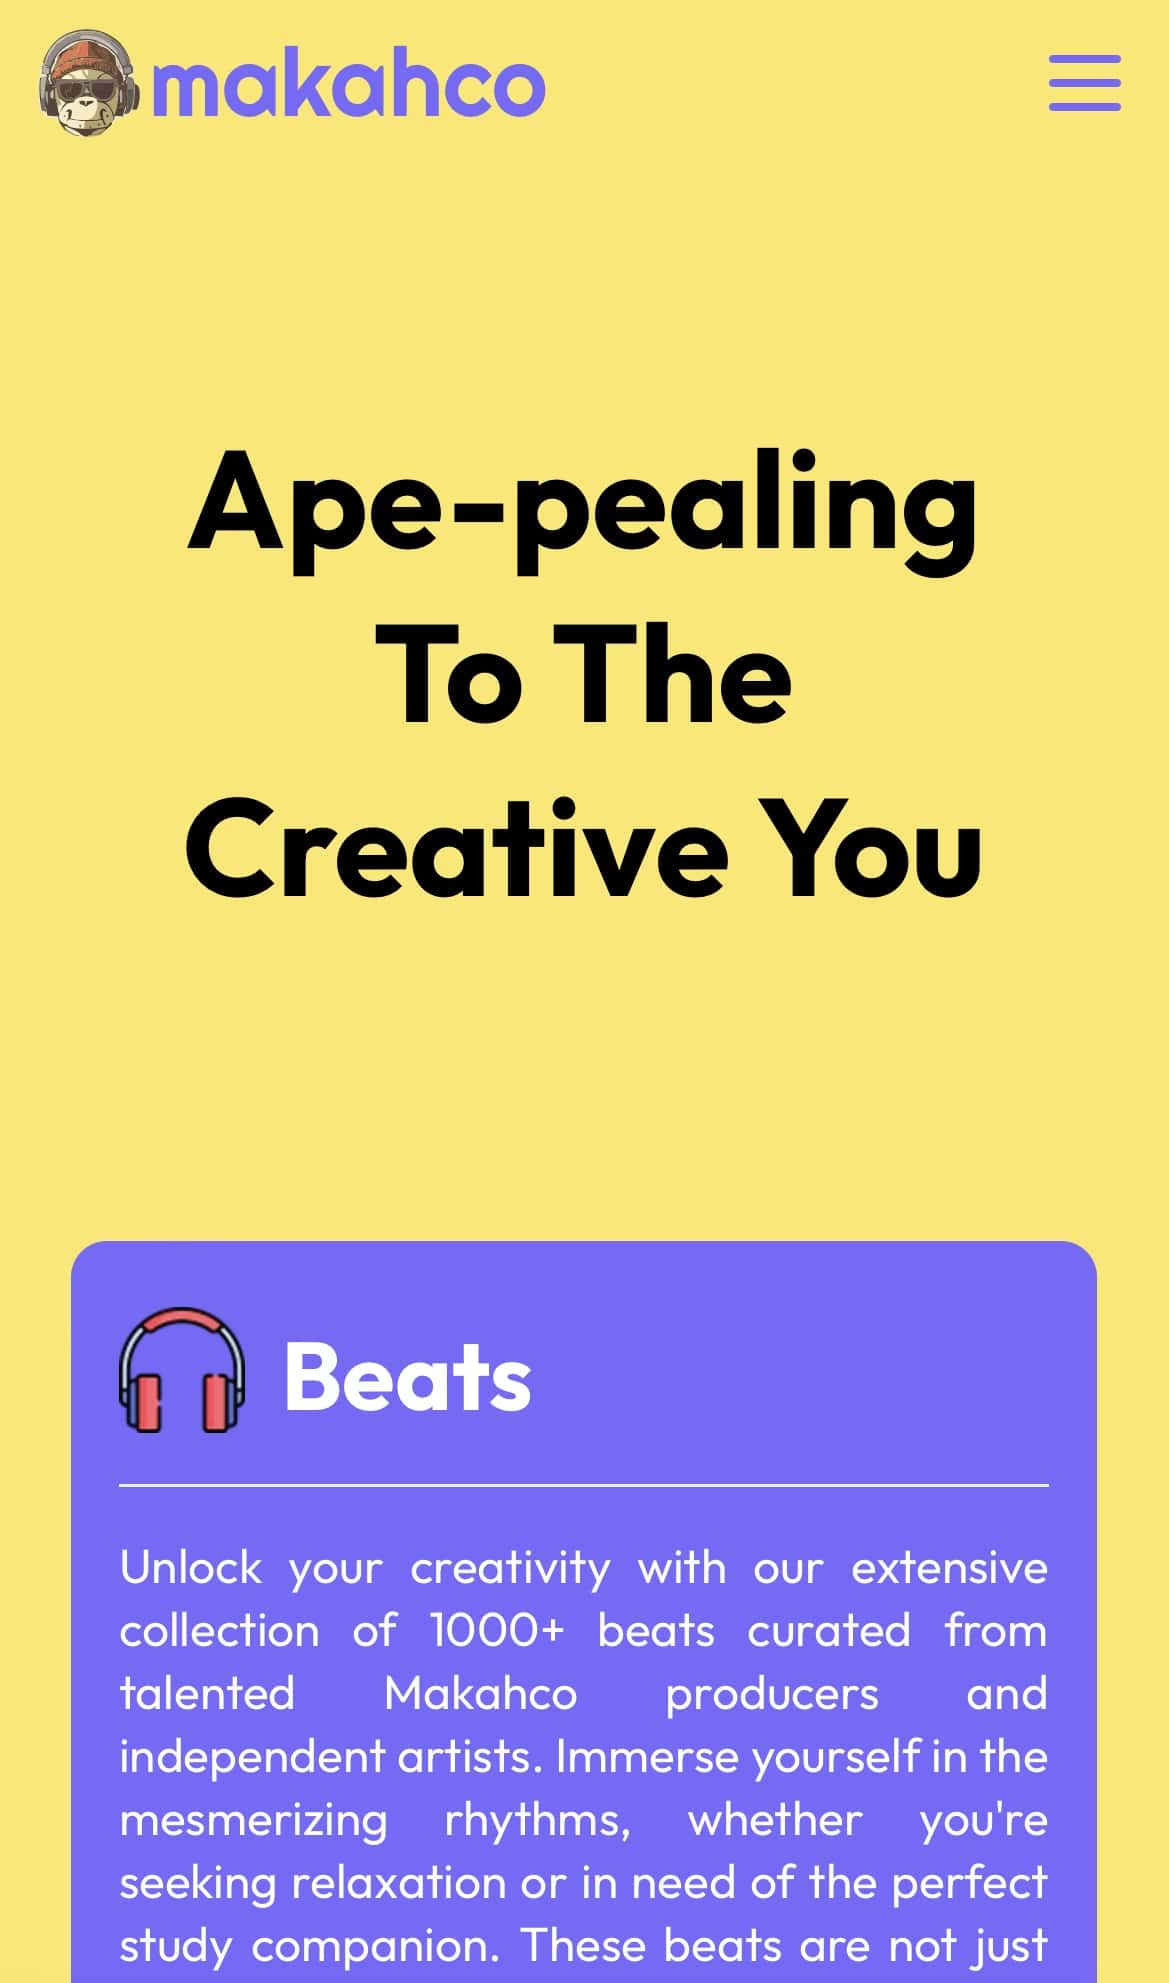 makahco
Ape-pealing
To The
Creative You
Beats
Unlock your creativity with our extensive
collection of 1000+ beats curated from
talented Makahco producers and
independent artists. Immerse yourself in the
mesmerizing rhythms, whether you're
seeking relaxation or in need of the perfect
study companion. These beats are not just